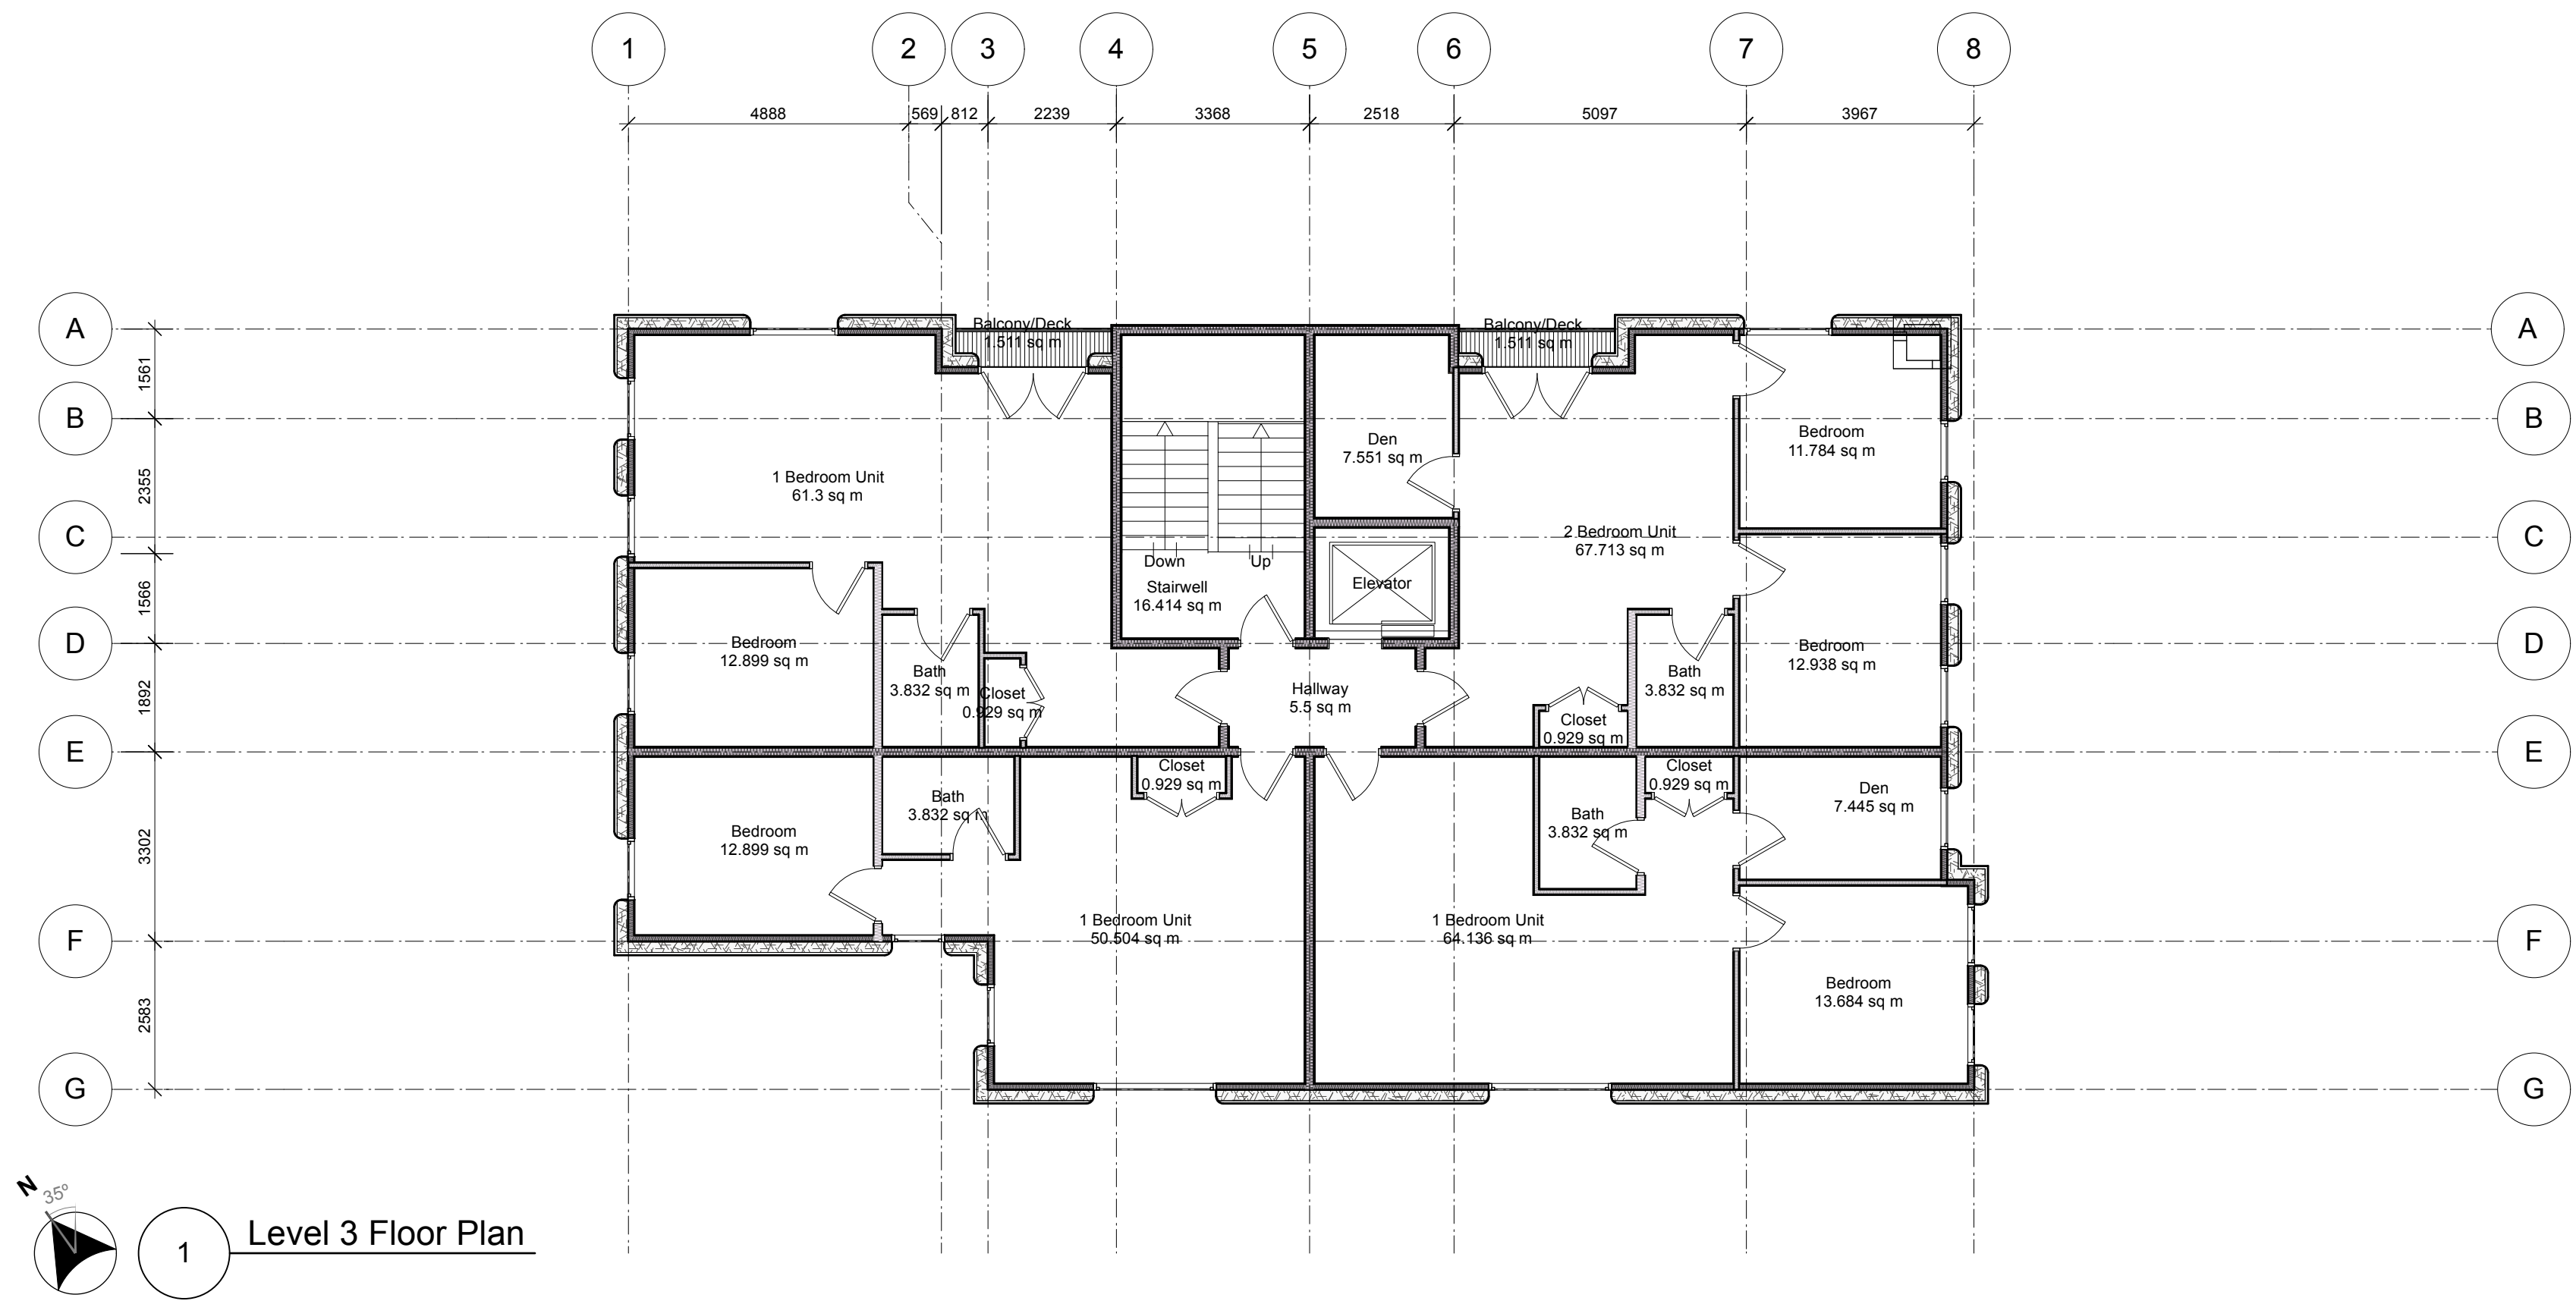 1 2 3 4 5 6 7 8
4888 569 812 2239 3368 2518 5097 3967
A A
Balcony/Deck
1.511 sq m
Balcony/Deck
1.511 sq m
1561
B B
Den
7.551 sq m
Bedroom
11.784 sq m
2355
1 Bedroom Unit
61.3 sq m
2 Bedroom Unit
67.713 sq m
C C
Down Up
Stairwell
16.414 sq m
Elevator
1566
D D
Bedroom
12.899 sq m
Bath
3.832 sq m
Closet
0.929 sq m
Hallway
5.5 sq m
Closet
0.929 sq m
Bath
3.832 sq m
Bedroom
12.938 sq m
1892
E E
Closet
0.929 sq m
Closet
0.929 sq m
Den
7.445 sq m
Bath
3.832 sq m
Bath
3.832 sq m
Bedroom
12.899 sq m
3302
1 Bedroom Unit
50.504 sq m
1 Bedroom Unit
64.136 sq m
F F
Bedroom
13.684 sq m
2583
G G
N
35°
1
Level 3 Floor Plan